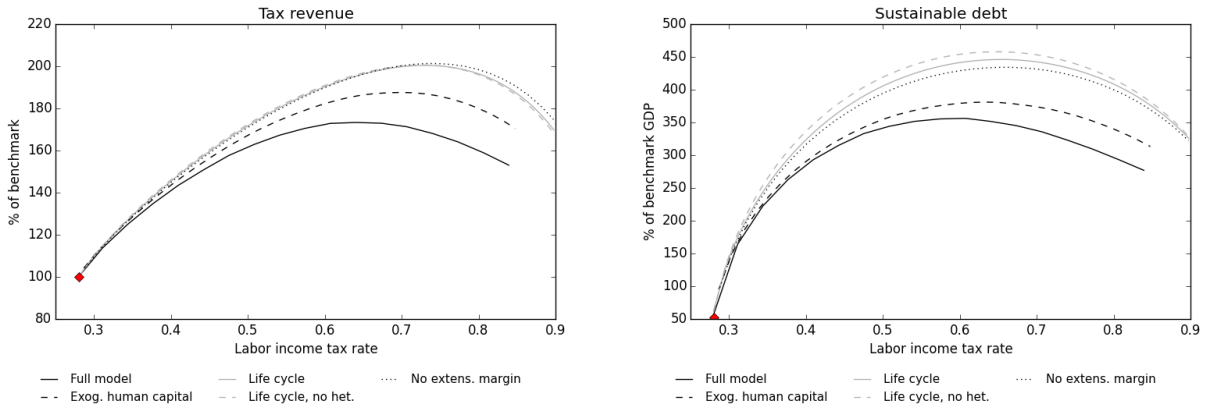 Tax revenue
220
200
180
160
140
120
100
80
% of benchmark
0.3 0.4 0.5 0.6 0.7 0.8 0.9
Labor income tax rate
Full model
Life cycle
No extens. margin
Exog. human capital
Life cycle, no het.
Sustainable debt
500
450
400
350
300
250
200
150
100
50
% of benchmark GDP
0.3 0.4 0.5 0.6 0.7 0.8 0.9
Labor income tax rate
Full model
Life cycle
No extens. margin
Exog. human capital
Life cycle, no het.